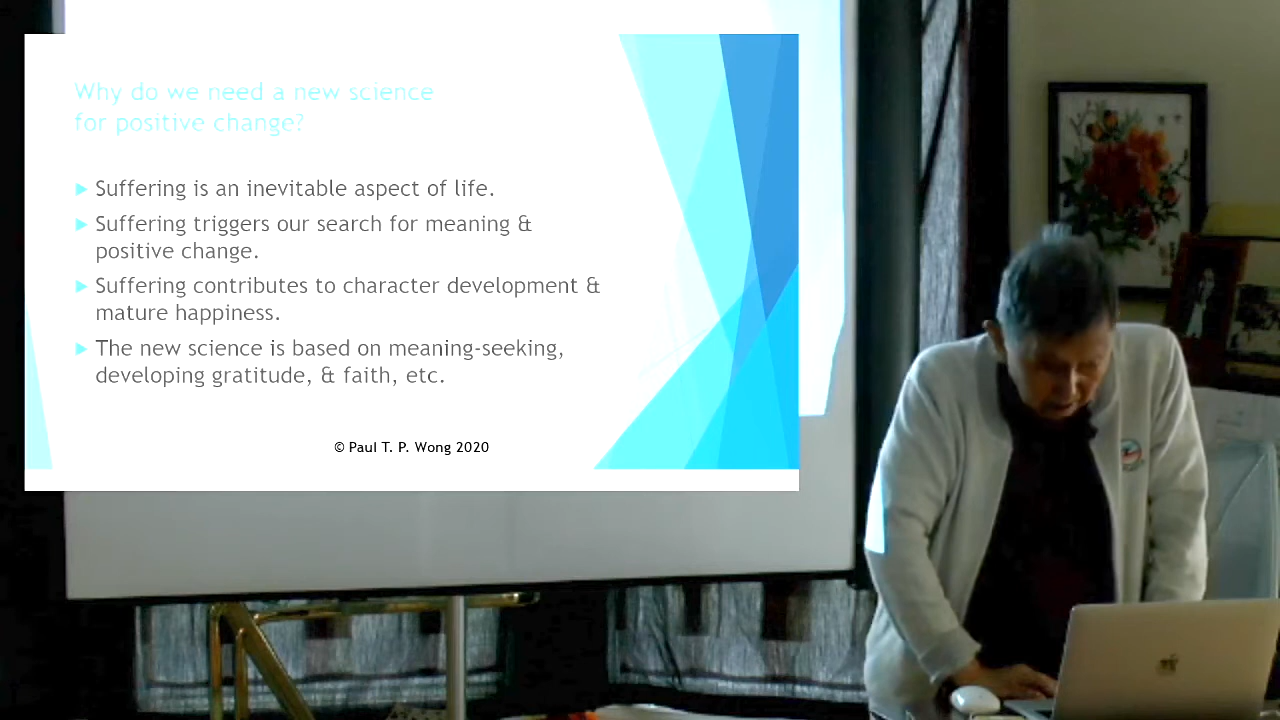 Why do we need a new science
for positive change?
Suffering is an inevitable aspect of life.
Suffering triggers our search for meaning &
positive change.
Suffering contributes to character development &
mature happiness.
The new science is based on meaning-seeking,
developing gratitude, & faith, etc.
© Paul T. P. Wong 2020